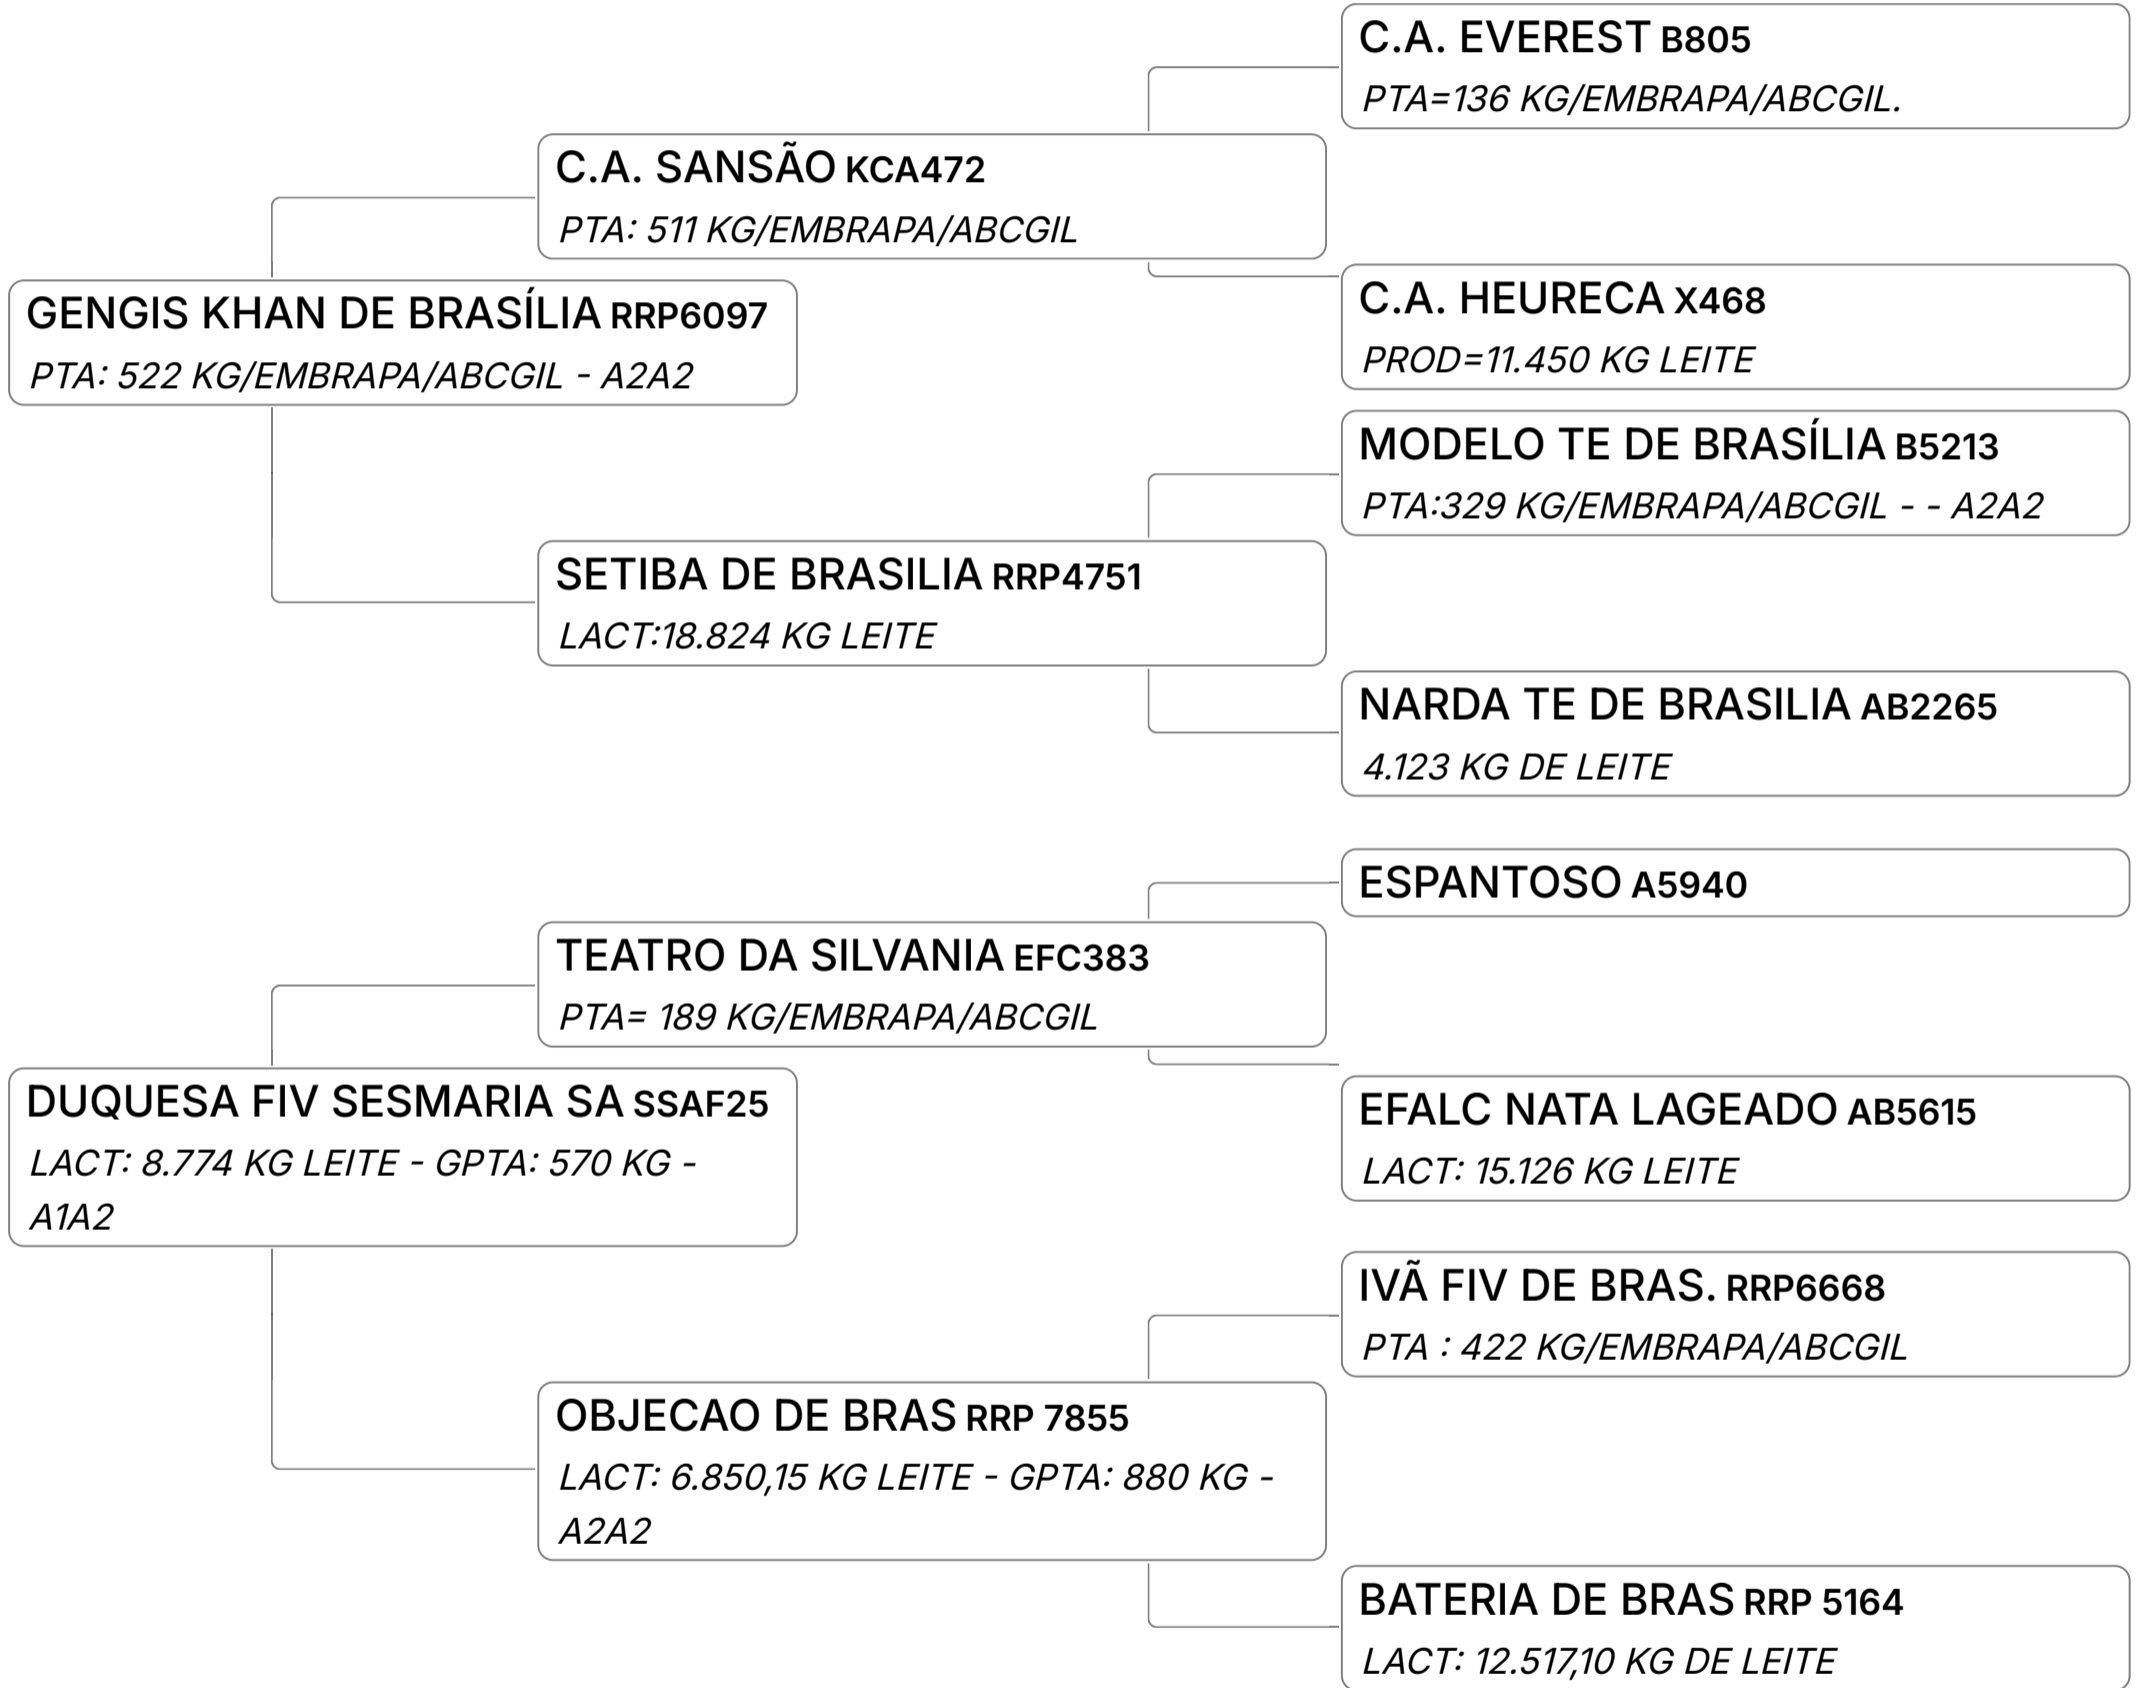 C.A. EVEREST B805
PTA=136 KG/EMBRAPA/ABCGIL.
C.A. SANSÃO KCA472
PTA: 511 KG/EMBRAPA/ABCGIL
C.A. HEURECA X468
PROD=11.450 KG LEITE
GENGIS KHAN DE BRASÍLIA RRP6097
PTA: 522 KG/EMBRAPA/ABCGIL - A2A2
MODELO TE DE BRASÍLIA B5213
PTA:329 KG/EMBRAPA/ABCGIL - - A2A2
SETIBA DE BRASILIA RRP4751
LACT:18.824 KG LEITE
NARDA TE DE BRASILIA AB2265
4.123 KG DE LEITE
ESPANTOSO A5940
TEATRO DA SILVANIA EFC383
PTA= 189 KG/EMBRAPA/ABCGIL
EFALC NATA LAGEADO AB5615
LACT: 15.126 KG LEITE
DUQUESA FIV SESMARIA SA SSAF25
LACT: 8.774 KG LEITE - GPTA: 570 KG -
A1A2
IVÃ FIV DE BRAS. RRP6668
PTA : 422 KG/EMBRAPA/ABCGIL
OBJECAO DE BRAS RRP 7855
LACT: 6.850,15 KG LEITE - GPTA: 880 KG -
A2A2
BATERIA DE BRAS RRP 5164
LACT: 12.517,10 KG DE LEITE